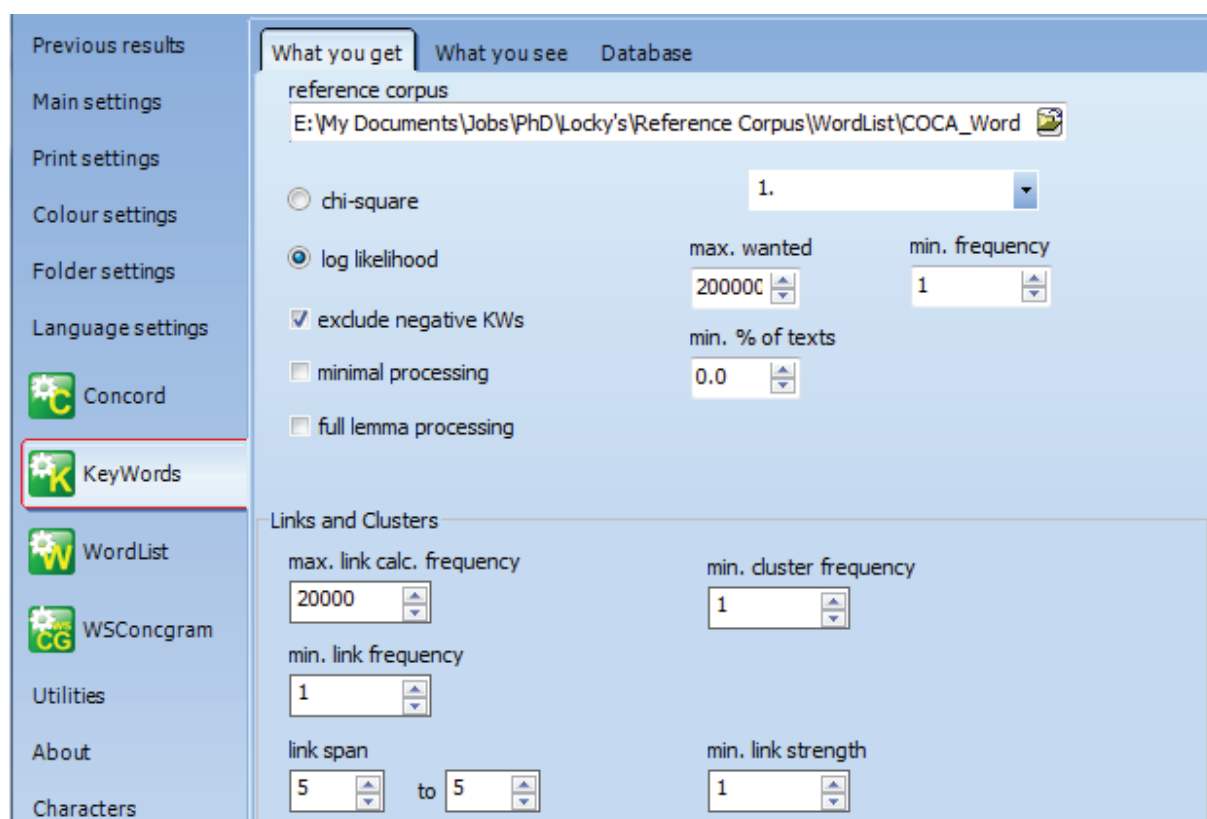 Previous results
Main settings
Print settings
Colour settings
Folder settings
Language settings
C Concord
K KeyWords
W WordList
WS CG WSConcgram
Utilities
About
Characters
What you get What you see Database
reference corpus
E:\My Documents\Jobs\PhD\Locky's\Reference Corpus\WordList\COCA_Word
chi-square 1.
log likelihood max. wanted min. frequency
200000 1
exclude negative KWs min. % of texts
minimal processing 0.0
full lemma processing
Links and Clusters
max. link calc. frequency min. cluster frequency
20000 1
min. link frequency
1
link span min. link strength
5 to 5 1